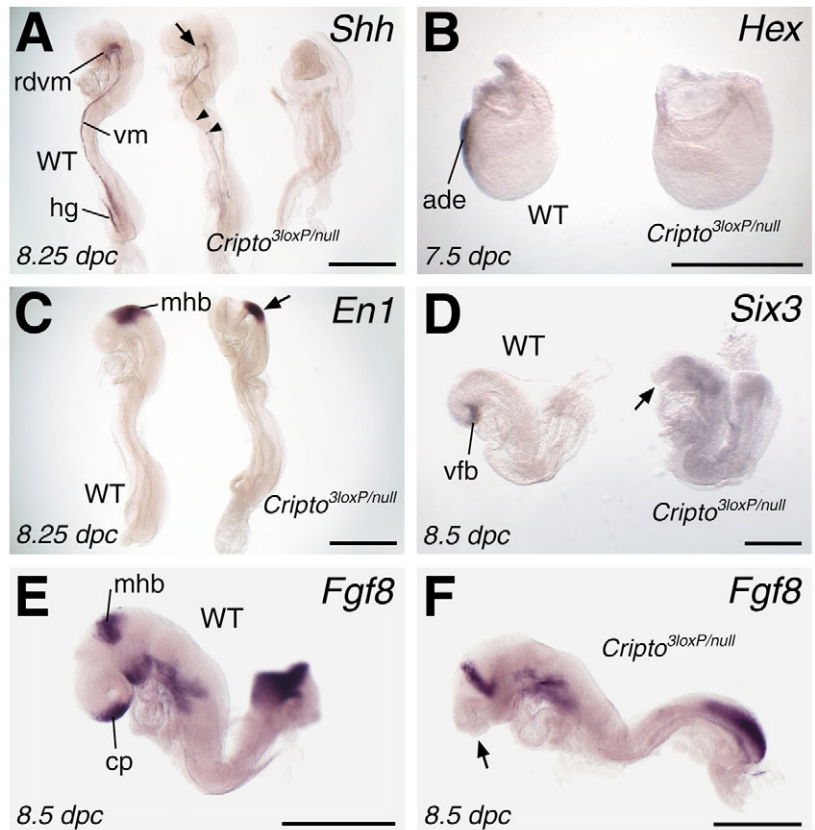 A
Shh
rdvm
vm
WT
hg
Cripto3loxP/null
8.25 dpc
B
Hex
ade
WT
Cripto3loxP/null
7.5 dpc
C
En1
mhb
WT
Cripto3loxP/null
8.25 dpc
D
Six3
WT
vfb
Cripto3loxP/null
8.5 dpc
E
Fgf8
mhb
WT
cp
8.5 dpc
F
Fgf8
Cripto3loxP/null
8.5 dpc